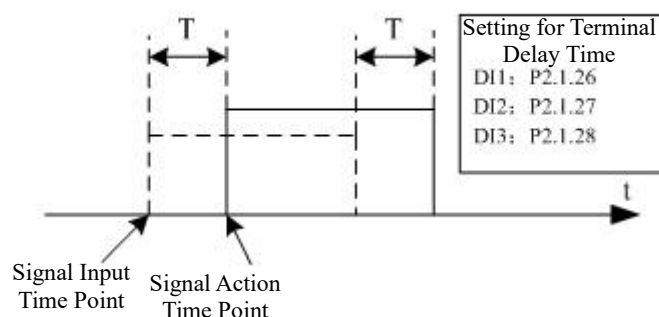 T
T
Setting for Terminal
Delay Time
DI1: P2.1.26
DI2: P2.1.27
DI3: P2.1.28
t
Signal Input
Time Point
Signal Action
Time Point